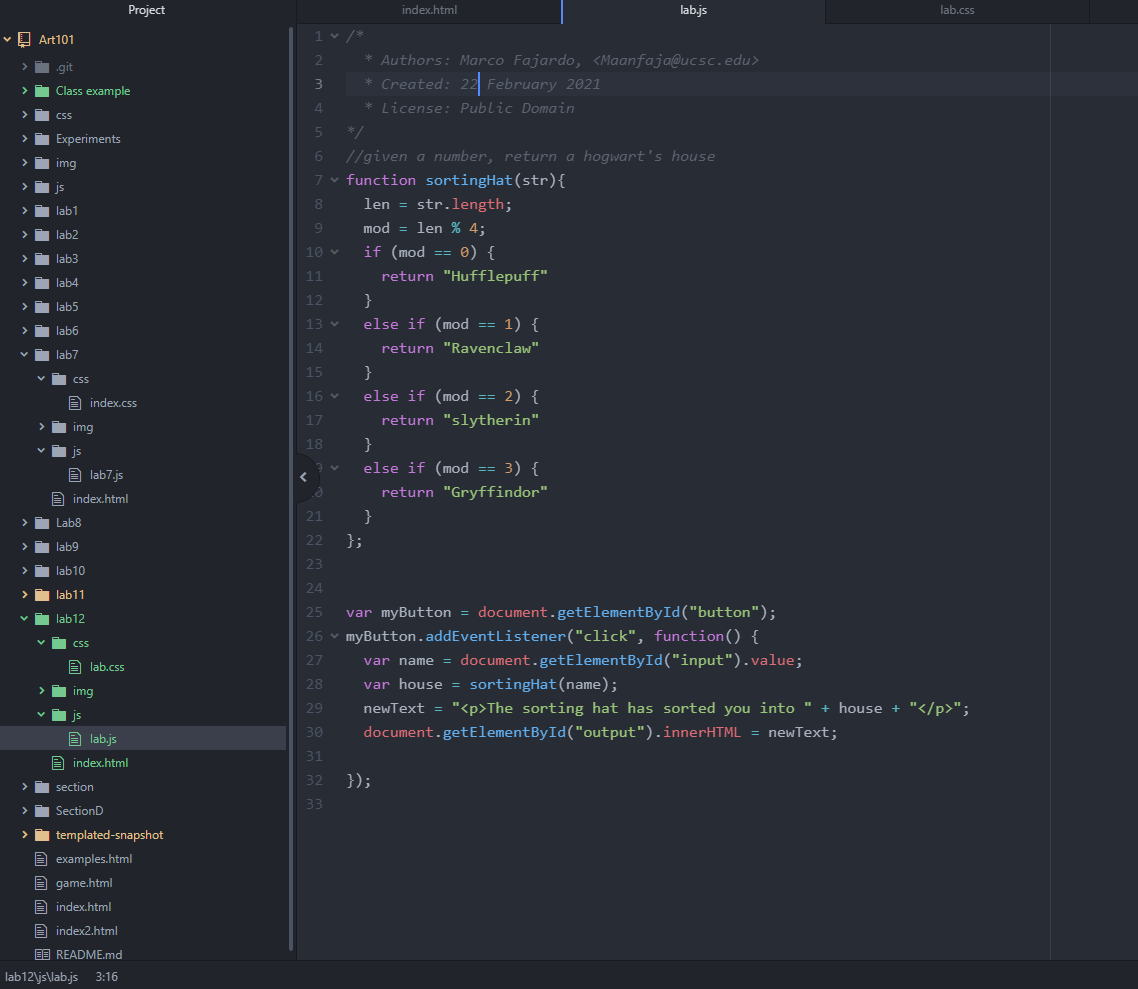 Project
Art101
.git
Class example
css
Experiments
img
js
lab1
lab2
lab3
lab4
lab5
lab6
lab7
css
index.css
img
js
lab7.js
index.html
Lab8
lab9
lab10
lab11
lab12
css
lab.css
img
js
lab.js
index.html
section
SectionD
templated-snapshot
examples.html
game.html
index.html
index2.html
README.md
index.html
lab.js
lab.css
1 /*
2 * Authors: Marco Fajardo, <Maanfaja@ucsc.edu>
3 * Created: 22 February 2021
4 * License: Public Domain
5 */
6 //given a number, return a hogwart's house
7 function sortingHat(str){
8 len = str.length;
9 mod = len % 4;
10 if (mod == 0) {
11 return "Hufflepuff"
12 }
13 else if (mod == 1) {
14 return "Ravenclaw"
15 }
16 else if (mod == 2) {
17 return "slytherin"
18 }
9 else if (mod == 3) {
0 return "Gryffindor"
21 }
22 };
23
24
25 var myButton = document.getElementById("button");
26 myButton.addEventListener("click", function() {
27 var name = document.getElementById("input").value;
28 var house = sortingHat(name);
29 newText = "<p>The sorting hat has sorted you into " + house + "</p>";
30 document.getElementById("output").innerHTML = newText;
31
32 });
33
lab12\js\lab.js 3:16